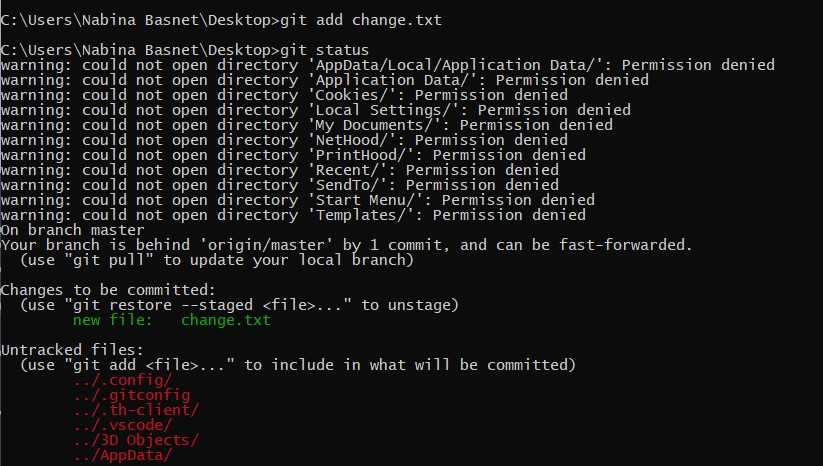 C:\Users\Nabina Basnet\Desktop>git add change.txt
C:\Users\Nabina Basnet\Desktop>git status
warning: could not open directory 'AppData/Local/Application Data/': Permission denied
warning: could not open directory 'Application Data/': Permission denied
warning: could not open directory 'Cookies/': Permission denied
warning: could not open directory 'Local Settings/': Permission denied
warning: could not open directory 'My Documents/': Permission denied
warning: could not open directory 'NetHood/': Permission denied
warning: could not open directory 'PrintHood/': Permission denied
warning: could not open directory 'Recent/': Permission denied
warning: could not open directory 'SendTo/': Permission denied
warning: could not open directory 'Start Menu/': Permission denied
warning: could not open directory 'Templates/': Permission denied
On branch master
Your branch is behind 'origin/master' by 1 commit, and can be fast-forwarded.
  (use "git pull" to update your local branch)
Changes to be committed:
  (use "git restore --staged <file>..." to unstage)
        new file:   change.txt
Untracked files:
  (use "git add <file>..." to include in what will be committed)
        ../.config/
        ../.gitconfig
        ../.th-client/
        ../.vscode/
        ../3D Objects/
        ../AppData/